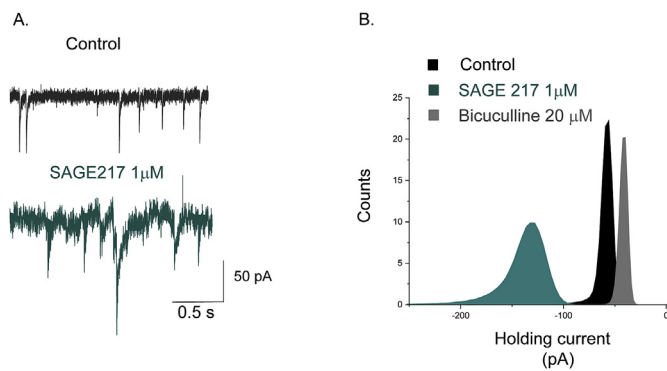 A.
Control
SAGE217 1μM
50 pA
0.5 s
B.
Control
SAGE 217 1μM
Bicuculline 20 μM
25
20
15
10
5
0
Counts
-200
-100
0
Holding current
(pA)